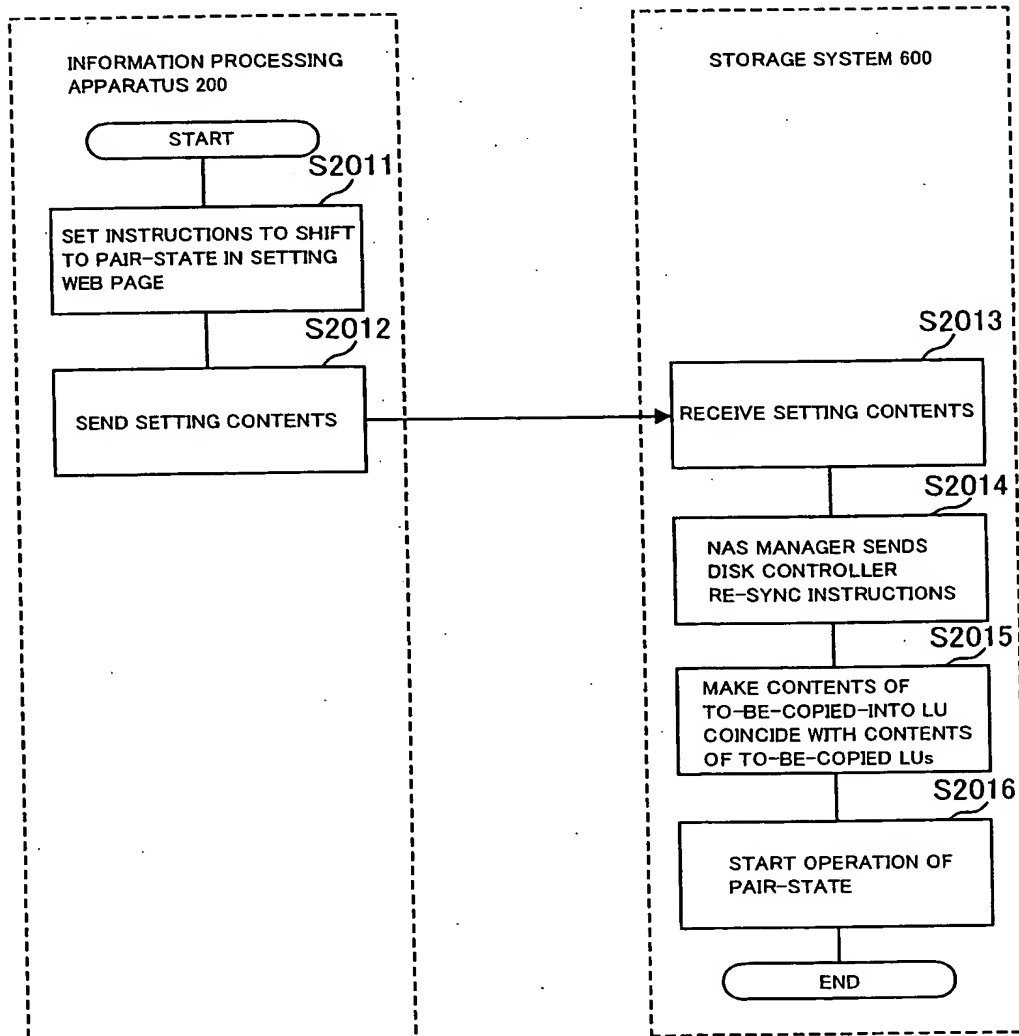 INFORMATION PROCESSING
APPARATUS 200
START
S2011
SET INSTRUCTIONS TO SHIFT
TO PAIR-STATE IN SETTING
WEB PAGE
S2012
SEND SETTING CONTENTS
STORAGE SYSTEM 600
S2013
RECEIVE SETTING CONTENTS
S2014
NAS MANAGER SENDS
DISK CONTROLLER
RE-SYNC INSTRUCTIONS
S2015
MAKE CONTENTS OF
TO-BE-COPIED-INTO LU
COINCIDE WITH CONTENTS
OF TO-BE-COPIED LUs
S2016
START OPERATION OF
PAIR-STATE
END